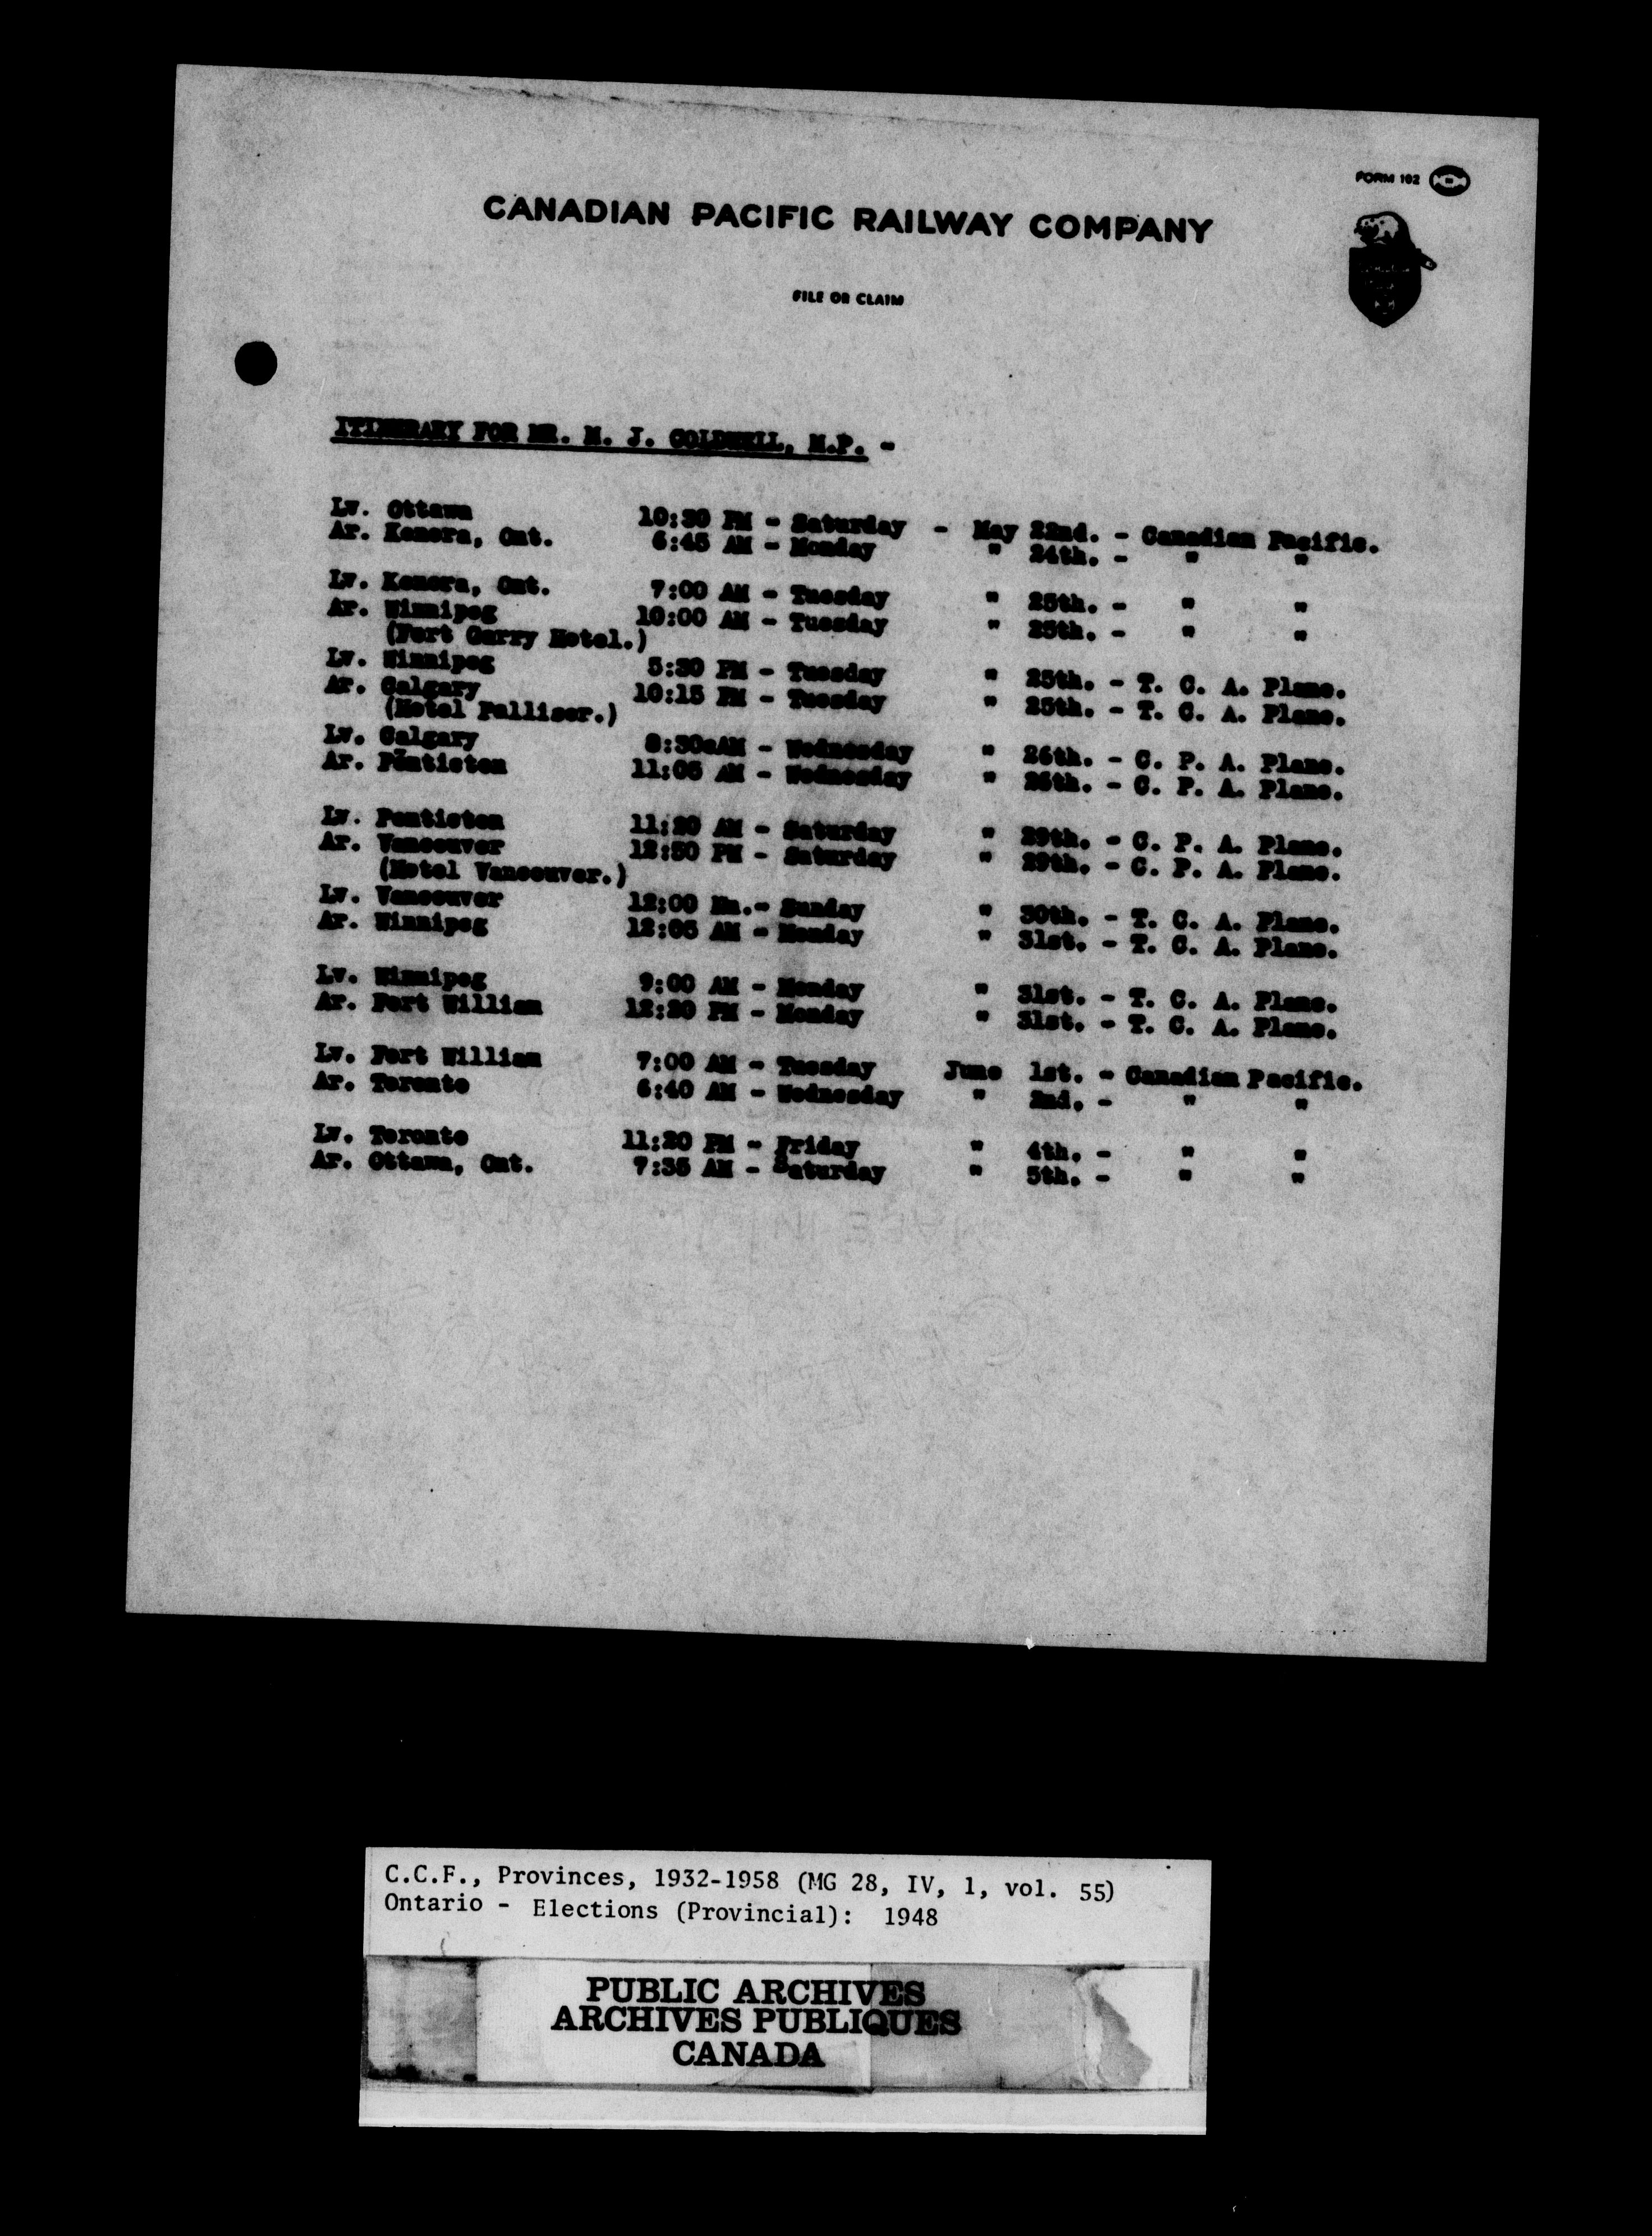 FORM 102
CANADIAN PACIFIC RAILWAY COMPANY
FILE OR CLAIM
ITINERARY FOR MR. M. J. COLDWELL, M.P. -
Lv. Ottawa 10:30 PM - Saturday - May 22nd. - Canadian Pacific.
Ar. Kenora, Ont. 6:45 AM - Monday " 24th. - " "
Lv. Kenora, Ont. 7:00 AM - Tuesday " 25th. - " "
Ar. Winnipeg 10:00 AM - Tuesday " 25th. - " "
(Fort Garry Hotel.)
Lv. Winnipeg 5:30 PM - Tuesday " 25th. - T. C. A. Plane.
Ar. Calgary 10:15 PM - Tuesday " 25th. - T. C. A. Plane.
(Hotel Palliser.)
Lv. Calgary 8:30aAM - Wednesday " 26th. - C. P. A. Plane.
Ar. Penticton 11:05 AM - Wednesday " 26th. - C. P. A. Plane.
Lv. Penticton 11:20 AM - Saturday " 29th. - C. P. A. Plane.
Ar. Vancouver 12:50 PM - Saturday " 29th. - C. P. A. Plane.
(Hotel Vancouver.)
Lv. Vancouver 12:00 Nn.- Sunday " 30th. - T. C. A. Plane.
Ar. Winnipeg 12:05 AM - Monday " 31st. - T. C. A. Plane.
Lv. Winnipeg 9:00 AM - Monday " 31st. - T. C. A. Plane.
Ar. Fort William 12:20 PM - Monday " 31st. - T. C. A. Plane.
Lv. Fort William 7:00 AM - Tuesday June 1st. - Canadian Pacific.
Ar. Toronto 6:40 AM - Wednesday " 2nd. - " "
Lv. Toronto 11:20 PM - Friday " 4th. - " "
Ar. Ottawa, Ont. 7:35 AM - Saturday " 5th. - " "
C.C.F., Provinces, 1932-1958 (MG 28, IV, 1, vol. 55)
Ontario - Elections (Provincial): 1948
PUBLIC ARCHIVES
ARCHIVES PUBLIQUES
CANADA